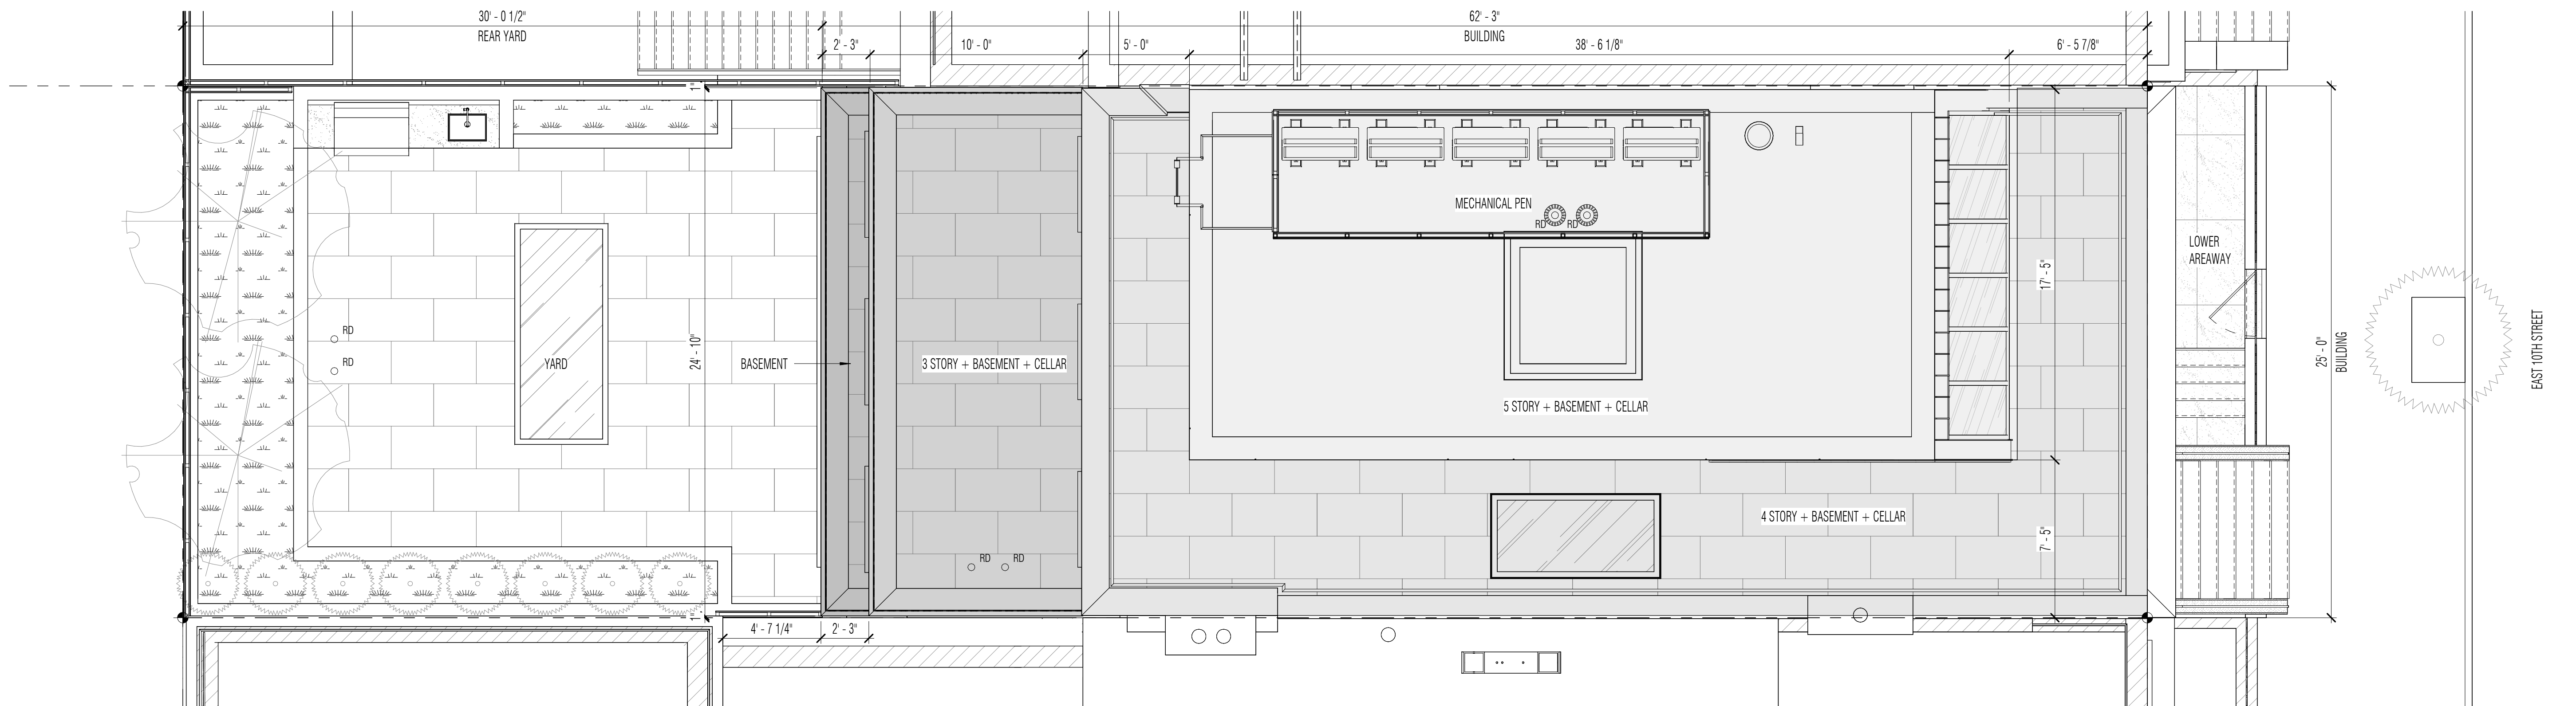 30' - 0 1/2"
REAR YARD
62' - 3"
BUILDING
2' - 3"
10' - 0"
5' - 0"
38' - 6 1/8"
6' - 5 7/8"
1"
MECHANICAL PEN
RD
RD
LOWER
AREAWAY
17' - 5"
RD
RD
YARD
24' - 10"
BASEMENT
3 STORY + BASEMENT + CELLAR
5 STORY + BASEMENT + CELLAR
25' - 0"
BUILDING
EAST 10TH STREET
4 STORY + BASEMENT + CELLAR
7' - 5"
RD
RD
1"
4' - 7 1/4"
2' - 3"